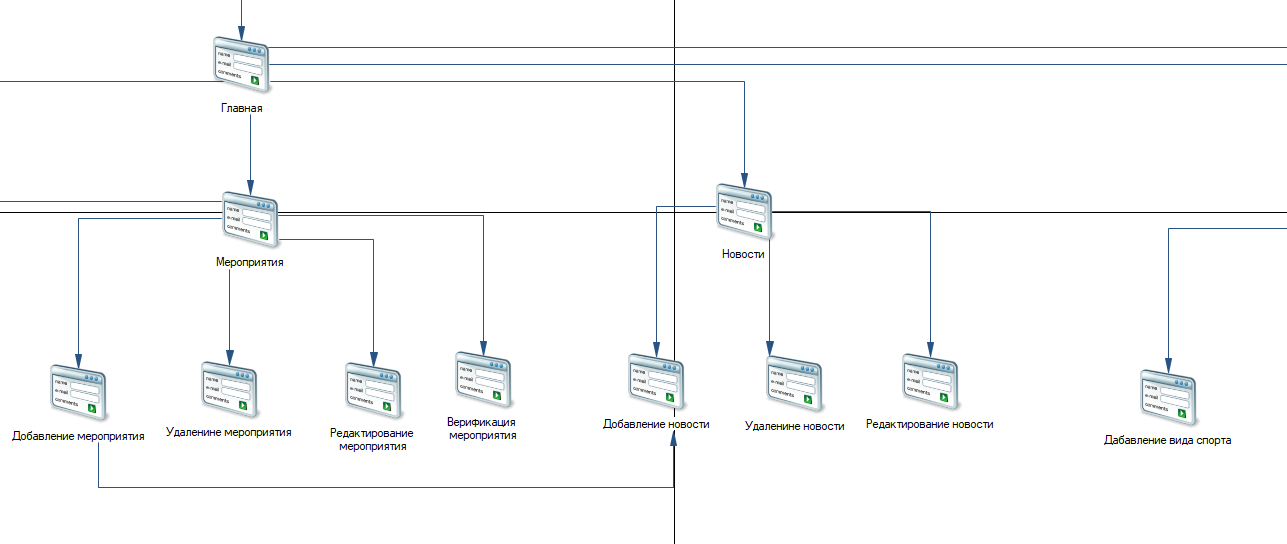 name
e-mail
comments
Главная
name
e-mail
comments
Мероприятия
name
e-mail
comments
Новости
name
e-mail
comments
Добавление мероприятия
name
e-mail
comments
Удаленине мероприятия
name
e-mail
comments
Редактирование
мероприятия
name
e-mail
comments
Верификация
мероприятия
name
e-mail
comments
Добавление новости
name
e-mail
comments
Удаленине новости
name
e-mail
comments
Редактирование новости
name
e-mail
comments
Дабавление вида спорта